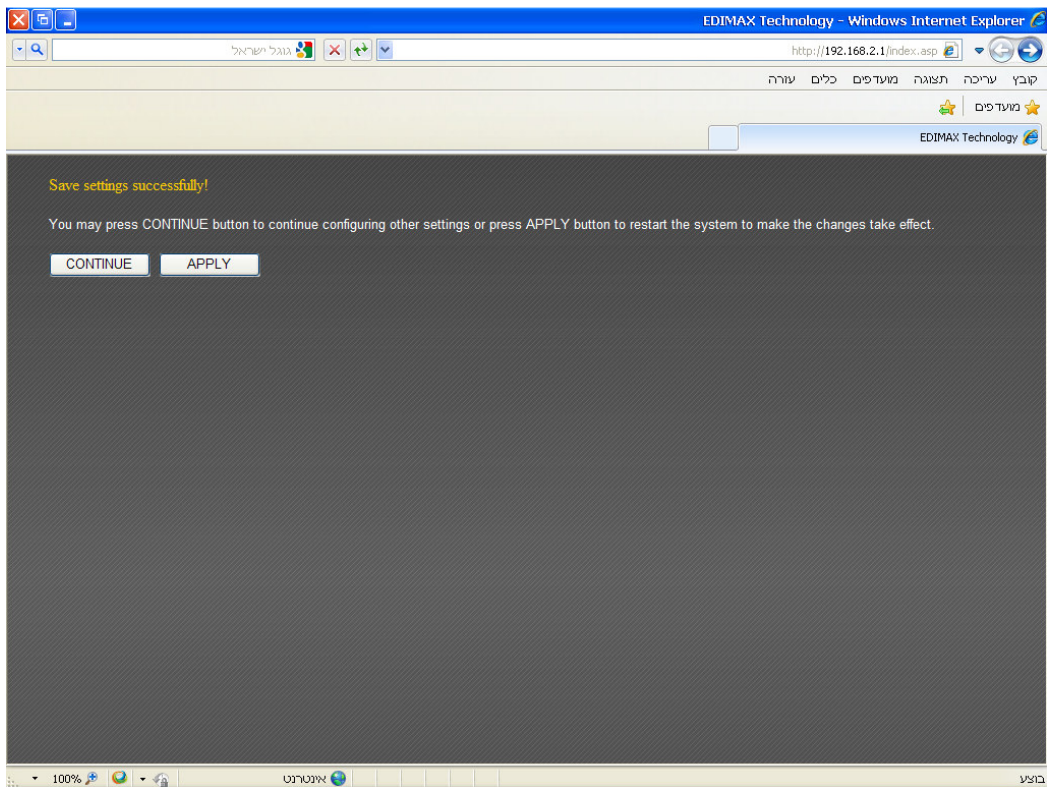 EDIMAX Technology - Windows Internet Explorer
http://192.168.2.1/index.asp
גוגל ישראל
קובץ עריכה תצוגה מועדפים כלים עזרה
מועדפים
EDIMAX Technology
Save settings successfully!
You may press CONTINUE button to continue configuring other settings or press APPLY button to restart the system to make the changes take effect.
CONTINUE APPLY
בוצע
אינטרנט
100%